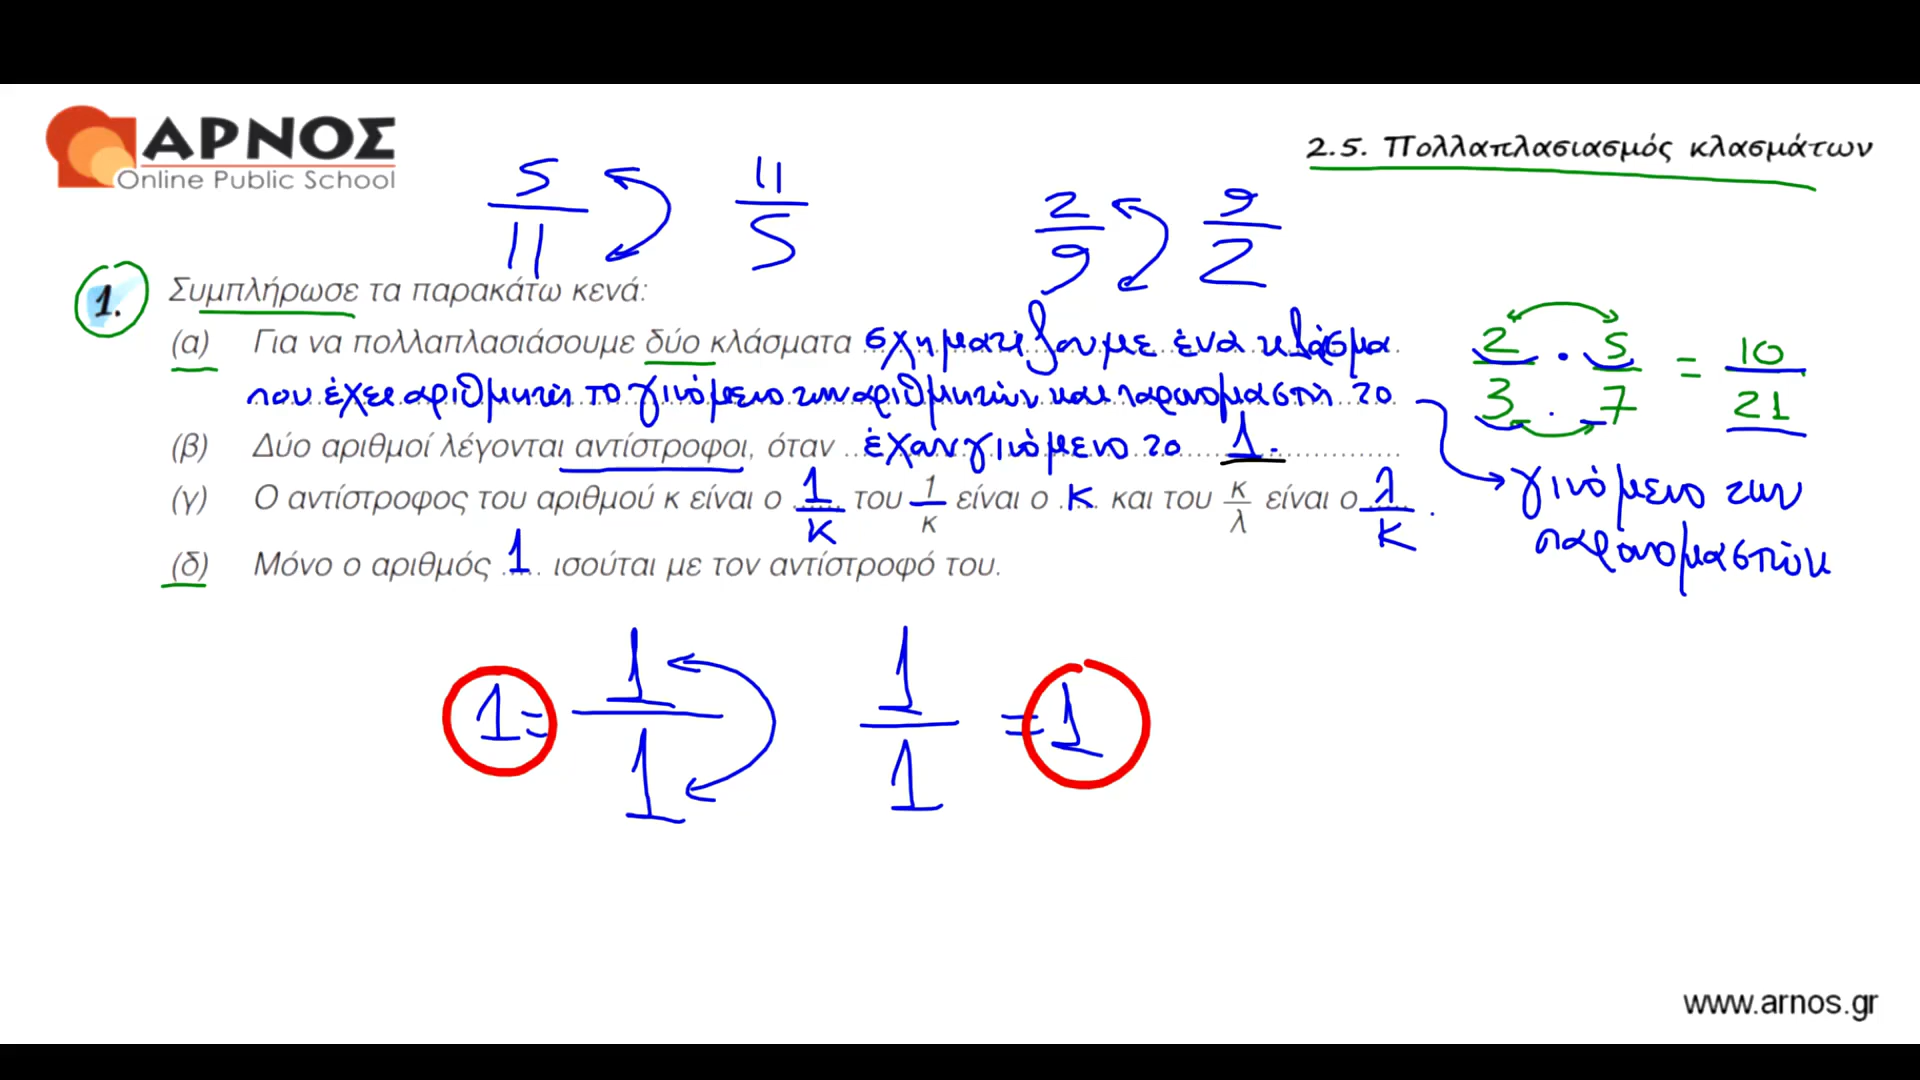 ΑΡΝΟΣ
Online Public School
2.5. Πολλαπλασιασμός κλασμάτων
5/11 11/5 2/9 9/2
1. Συμπλήρωσε τα παρακάτω κενά:
(α) Για να πολλαπλασιάσουμε δύο κλάσματα σχηματίζουμε ένα κλάσμα
που έχει αριθμητή το γινόμενο των αριθμητών και παρονομαστή το
2/3 · 5/7 = 10/21
γινόμενο των
παρονομαστών
(β) Δύο αριθμοί λέγονται αντίστροφοι, όταν έχουν γινόμενο το 1.
(γ) Ο αντίστροφος του αριθμού κ είναι ο 1/κ του 1/κ είναι ο κ και του κ/λ είναι ο λ/κ.
(δ) Μόνο ο αριθμός 1 ισούται με τον αντίστροφό του.
1 = 1/1 1/1 = 1
www.arnos.gr